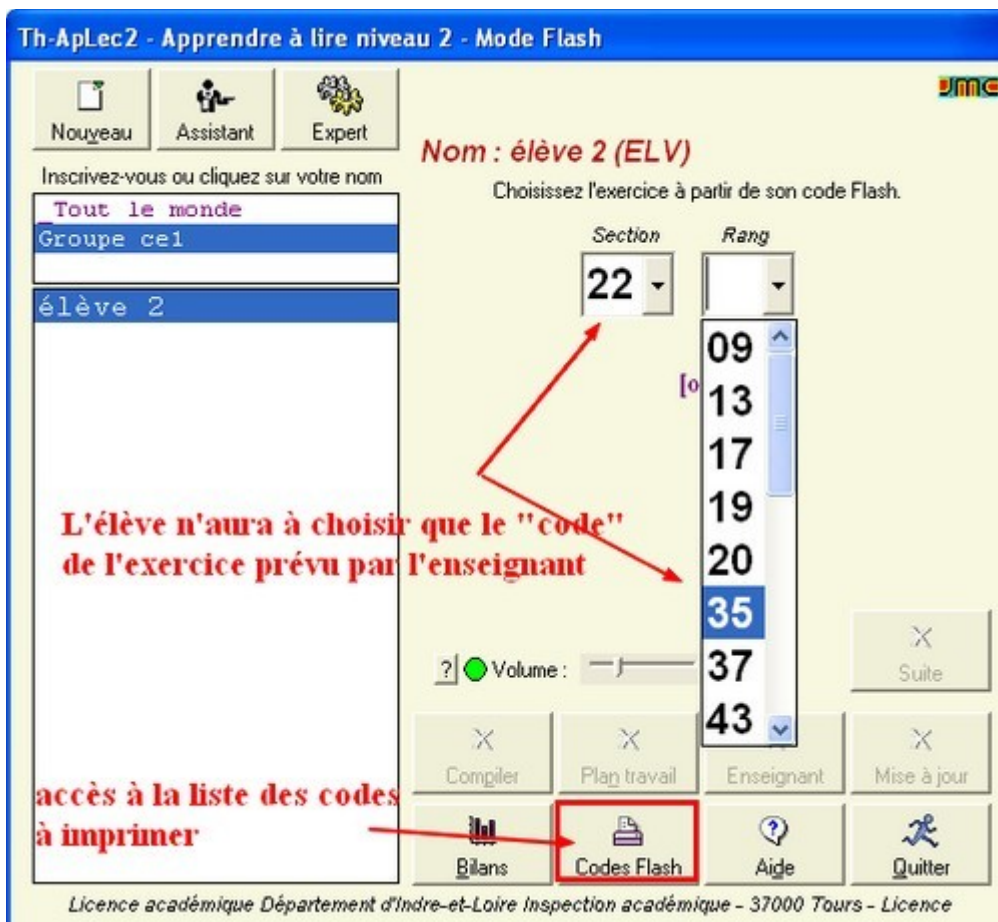 Th-ApLec2 - Apprendre à lire niveau 2 - Mode Flash
Nouveau
Assistant
Expert
JMC
Nom : élève 2 (ELV)
Inscrivez-vous ou cliquez sur votre nom
Choisissez l'exercice à partir de son code Flash.
_Tout le monde
Groupe ce1
Section
Rang
22
élève 2
09
[o
13
17
19
20
35
37
43
L'élève n'aura à choisir que le "code"
de l'exercice prévu par l'enseignant
? Volume :
Suite
Compiler
Plan travail
Enseignant
Mise à jour
accès à la liste des codes
à imprimer
Bilans
Codes Flash
Aide
Quitter
Licence académique Département d'Indre-et-Loire Inspection académique - 37000 Tours - Licence